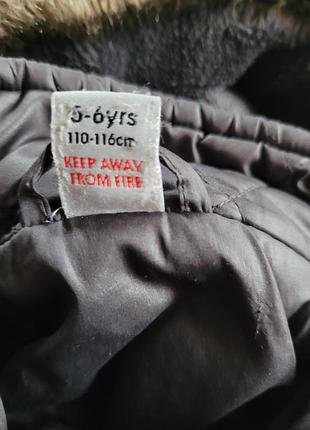 5-6yrs
110-116cm
KEEP AWAY
FROM FIRE